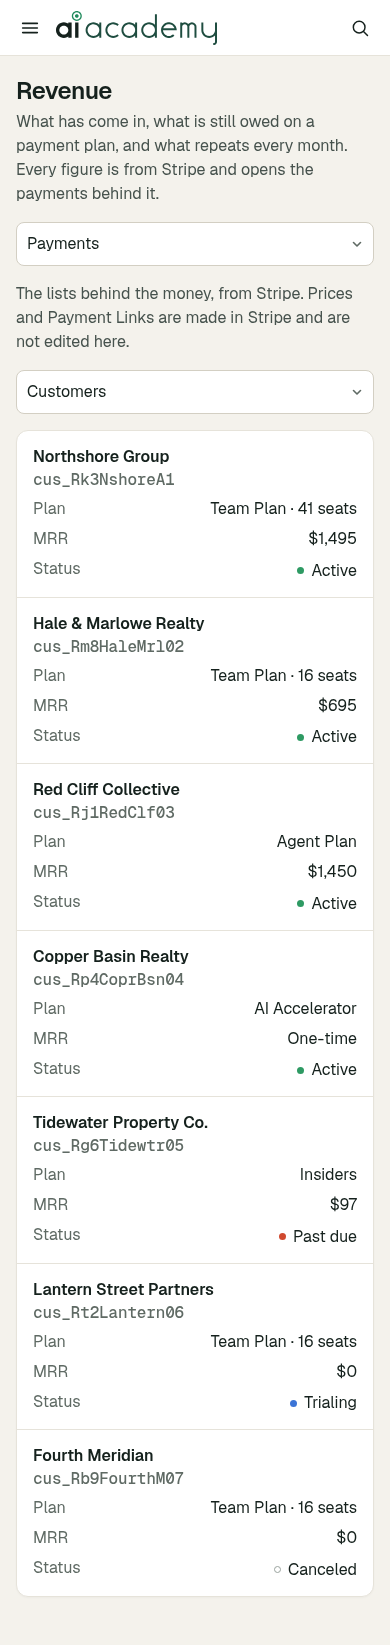 ai academy
Revenue
What has come in, what is still owed on a
payment plan, and what repeats every month.
Every figure is from Stripe and opens the
payments behind it.
Payments
The lists behind the money, from Stripe. Prices
and Payment Links are made in Stripe and are
not edited here.
Customers
Northshore Group
cus_Rk3NshoreA1
Plan Team Plan · 41 seats
MRR $1,495
Status Active
Hale & Marlowe Realty
cus_Rm8HaleMrl02
Plan Team Plan · 16 seats
MRR $695
Status Active
Red Cliff Collective
cus_Rj1RedClf03
Plan Agent Plan
MRR $1,450
Status Active
Copper Basin Realty
cus_Rp4CoprBsn04
Plan AI Accelerator
MRR One-time
Status Active
Tidewater Property Co.
cus_Rg6Tidewtr05
Plan Insiders
MRR $97
Status Past due
Lantern Street Partners
cus_Rt2Lantern06
Plan Team Plan · 16 seats
MRR $0
Status Trialing
Fourth Meridian
cus_Rb9FourthM07
Plan Team Plan · 16 seats
MRR $0
Status Canceled